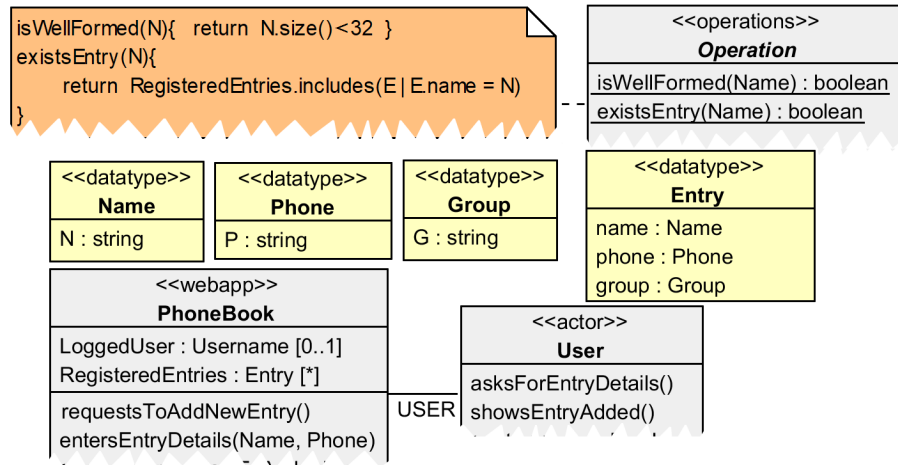 isWellFormed(N){ return N.size()<32 }
existsEntry(N){
return RegisteredEntries.includes(E | E.name = N)
}
<<operations>>
Operation
isWellFormed(Name) : boolean
existsEntry(Name) : boolean
<<datatype>>
Name
N : string
<<datatype>>
Phone
P : string
<<datatype>>
Group
G : string
<<datatype>>
Entry
name : Name
phone : Phone
group : Group
<<webapp>>
PhoneBook
LoggedUser : Username [0..1]
RegisteredEntries : Entry [*]
requestsToAddNewEntry()
entersEntryDetails(Name, Phone)
USER
<<actor>>
User
asksForEntryDetails()
showsEntryAdded()